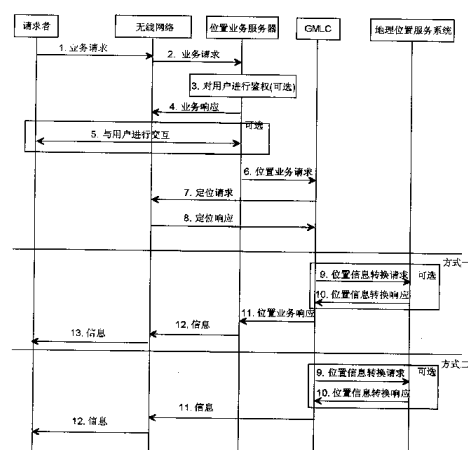 请求者 无线网络 位置业务服务器 GMLC 地理位置服务系统
1. 业务请求
2. 业务请求
3. 对用户进行鉴权(可选)
4. 业务响应
可选
5. 与用户进行交互
6. 位置业务请求
7. 定位请求
8. 定位响应
方式一
9. 位置信息转换请求 可选
10. 位置信息转换响应
11. 位置业务响应
12. 信息
13. 信息
方式二
9. 位置信息转换请求 可选
10. 位置信息转换响应
11. 信息
12. 信息